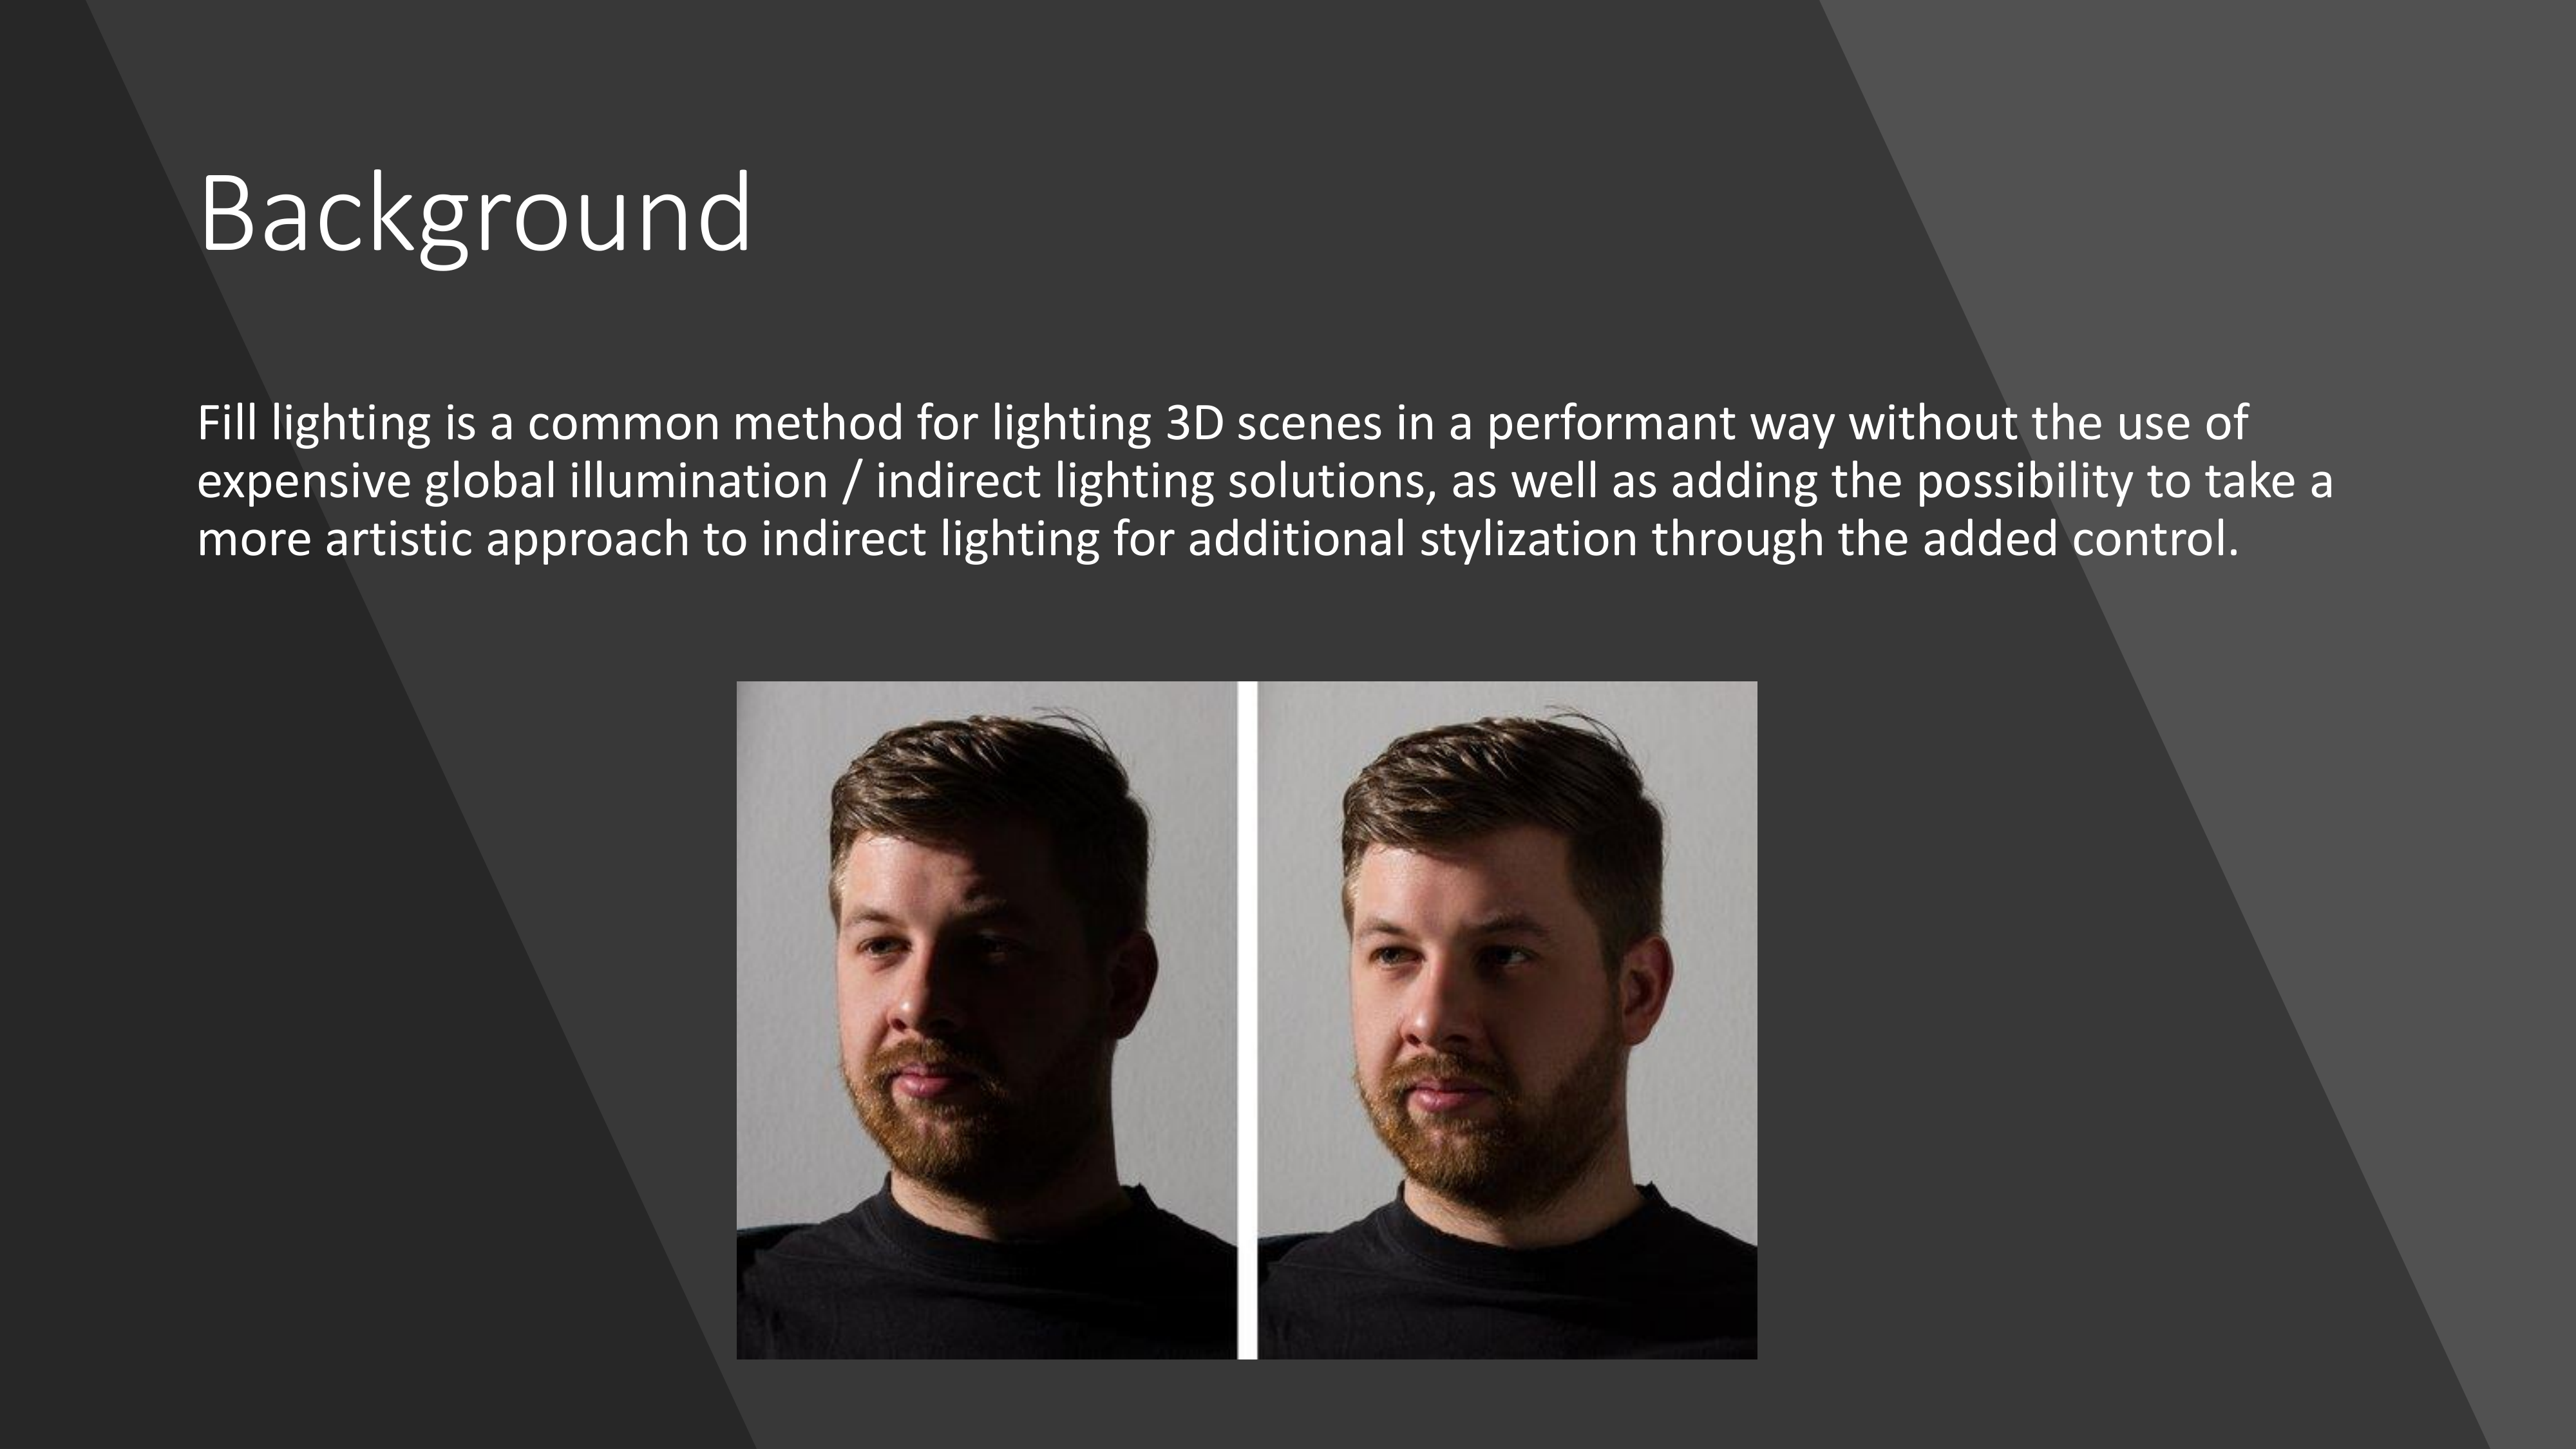 Background
Fill lighting is a common method for lighting 3D scenes in a performant way without the use of
expensive global illumination / indirect lighting solutions, as well as adding the possibility to take a
more artistic approach to indirect lighting for additional stylization through the added control.